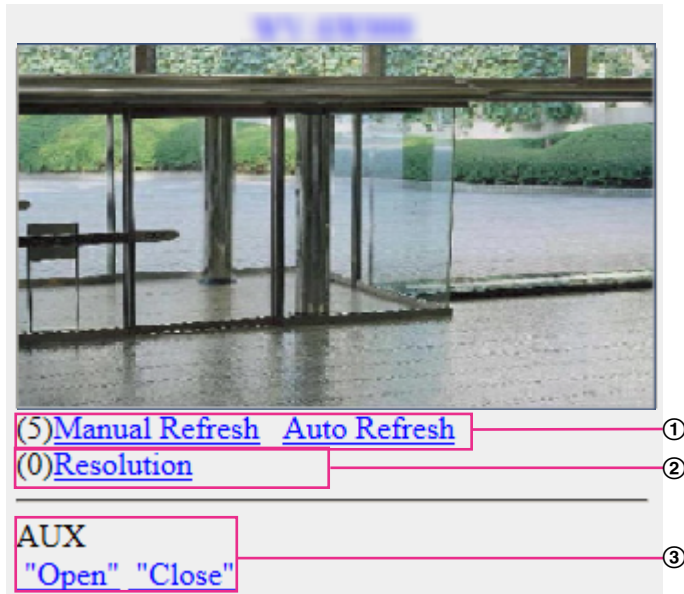 (5)Manual Refresh Auto Refresh ①
(0)Resolution ②
AUX
"Open" "Close" ③